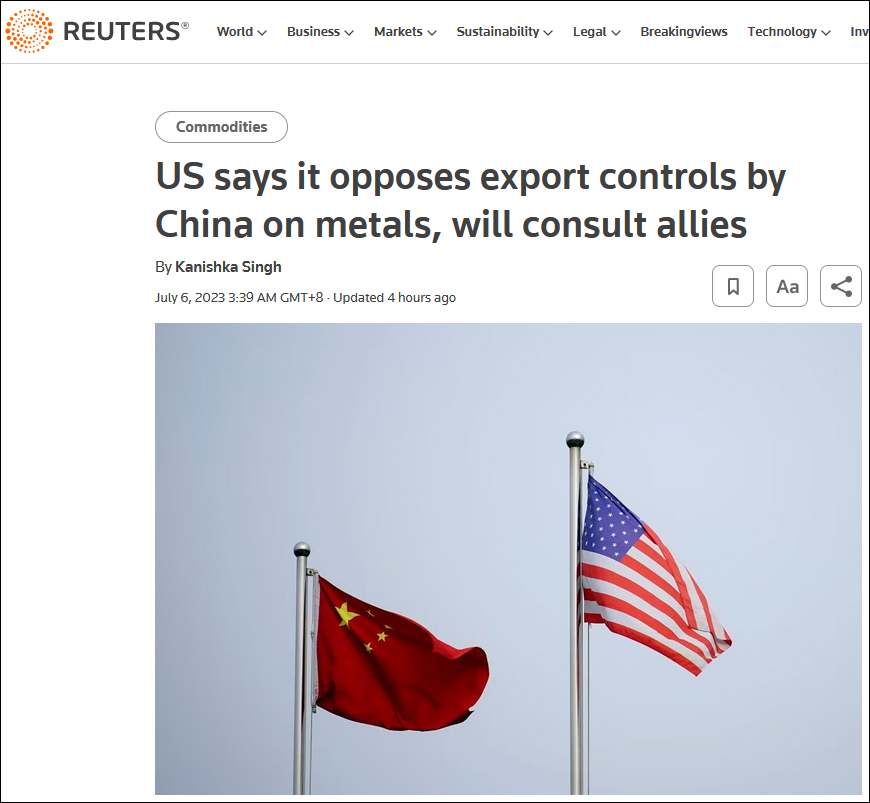 REUTERS®
World Business Markets Sustainability Legal Breakingviews Technology Inv
Commodities
US says it opposes export controls by
China on metals, will consult allies
By Kanishka Singh
July 6, 2023 3:39 AM GMT+8 · Updated 4 hours ago
Aa